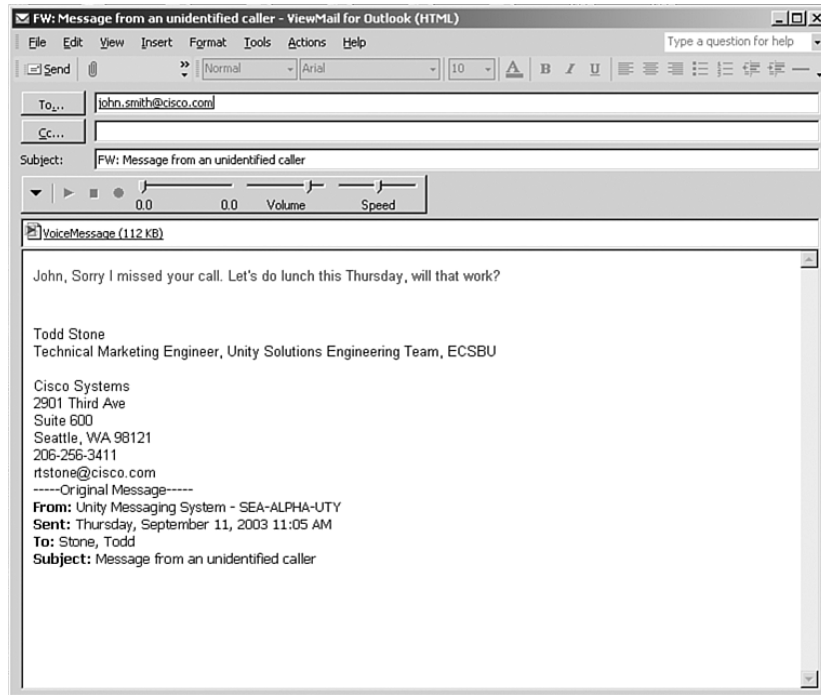 FW: Message from an unidentified caller - ViewMail for Outlook (HTML)
File Edit View Insert Format Tools Actions Help Type a question for help
Send Normal Arial 10 A B I U
To... john.smith@cisco.com
Cc...
Subject: FW: Message from an unidentified caller
0.0 0.0 Volume Speed
VoiceMessage (112 KB)
John, Sorry I missed your call. Let's do lunch this Thursday, will that work?
Todd Stone
Technical Marketing Engineer, Unity Solutions Engineering Team, ECSBU
Cisco Systems
2901 Third Ave
Suite 600
Seattle, WA 98121
206-256-3411
rtstone@cisco.com
-----Original Message-----
From: Unity Messaging System - SEA-ALPHA-UTY
Sent: Thursday, September 11, 2003 11:05 AM
To: Stone, Todd
Subject: Message from an unidentified caller